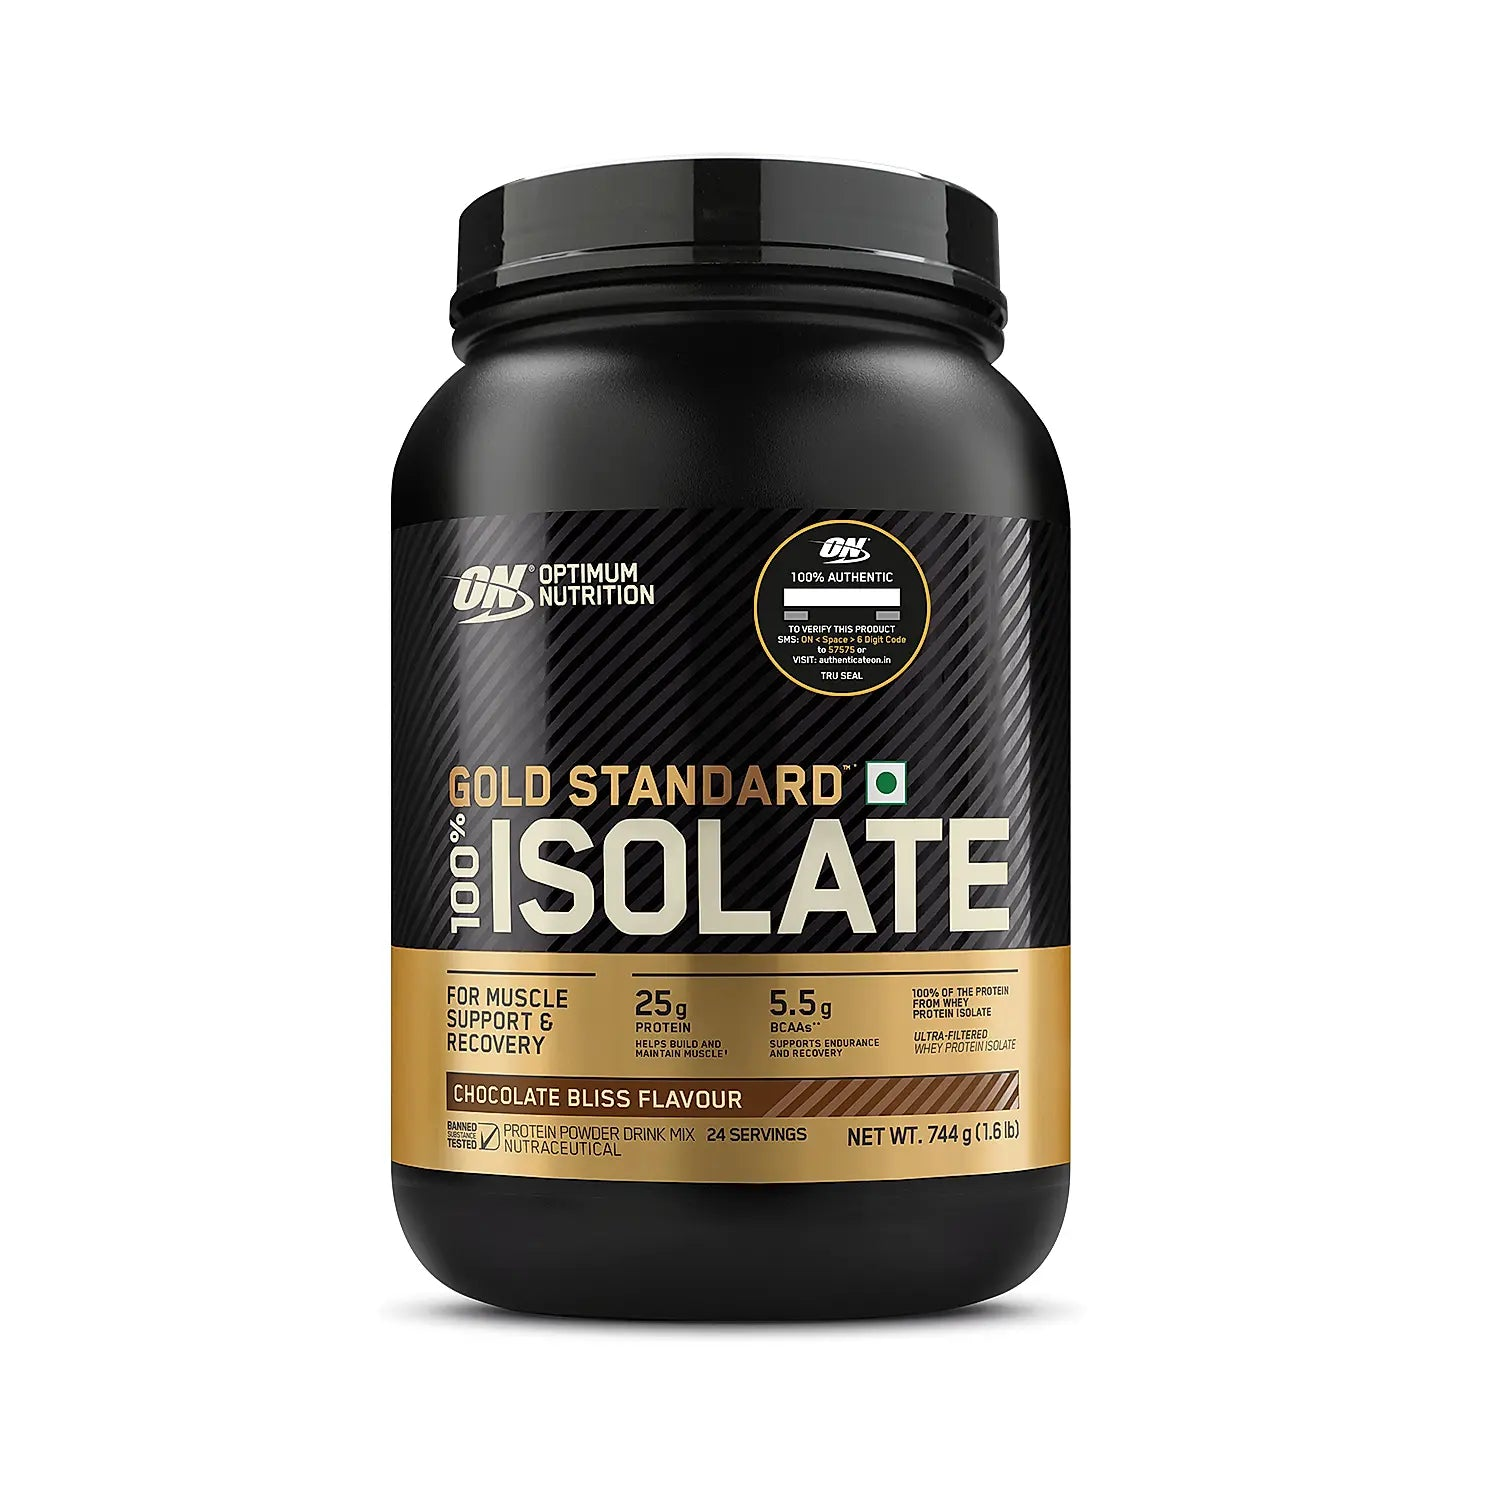 ON® OPTIMUM
NUTRITION
ON®
100% AUTHENTIC
TO VERIFY THIS PRODUCT
SMS: ON < Space > 6 Digit Code
to 57575 or
VISIT: authenticateon.in
TRU SEAL
GOLD STANDARD™*
100% ISOLATE
FOR MUSCLE
SUPPORT &
RECOVERY
25g
PROTEIN
HELPS BUILD AND
MAINTAIN MUSCLE†
5.5g
BCAAs**
SUPPORTS ENDURANCE
AND RECOVERY
100% OF THE PROTEIN
FROM WHEY
PROTEIN ISOLATE
ULTRA-FILTERED
WHEY PROTEIN ISOLATE
CHOCOLATE BLISS FLAVOUR
BANNED
SUBSTANCE
TESTED
PROTEIN POWDER DRINK MIX
NUTRACEUTICAL
24 SERVINGS
NET WT. 744 g (1.6 lb)